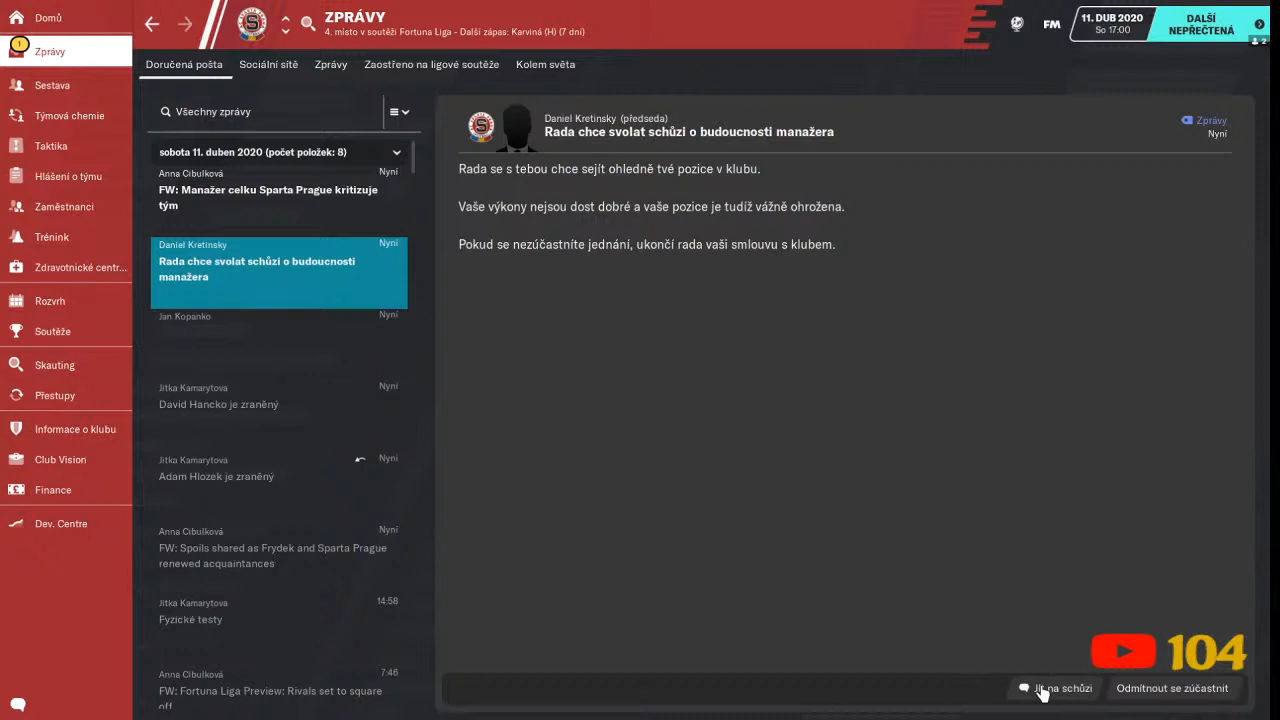 Domů
1
Zprávy
Sestava
Týmová chemie
Taktika
Hlášení o týmu
Zaměstnanci
Trénink
Zdravotnické centr...
Rozvrh
Soutěže
Skauting
Přestupy
Informace o klubu
Club Vision
Finance
Dev. Centre
ZPRÁVY
4. místo v soutěži Fortuna Liga - Další zápas: Karviná (H) (7 dní)
FM
11. DUB 2020
So 17:00
DALŠÍ
NEPŘEČTENÁ
2
Doručená pošta
Sociální sítě
Zprávy
Zaostřeno na ligové soutěže
Kolem světa
Všechny zprávy
sobota 11. duben 2020 (počet položek: 8)
Anna Cibulková
Nyní
FW: Manažer celku Sparta Prague kritizuje
tým
Daniel Kretinsky
Nyní
Rada chce svolat schůzi o budoucnosti
manažera
Jan Kopanko
Nyní
Jitka Kamarytova
Nyní
David Hancko je zraněný
Jitka Kamarytova
Nyní
Adam Hlozek je zraněný
Anna Cibulková
Nyní
FW: Spoils shared as Frydek and Sparta Prague
renewed acquaintances
Jitka Kamarytova
14:58
Fyzické testy
Anna Cibulková
7:46
FW: Fortuna Liga Preview: Rivals set to square
off
Daniel Kretinsky (předseda)
Rada chce svolat schůzi o budoucnosti manažera
Zprávy
Nyní
Rada se s tebou chce sejít ohledně tvé pozice v klubu.
Vaše výkony nejsou dost dobré a vaše pozice je tudíž vážně ohrožena.
Pokud se nezúčastníte jednání, ukončí rada vaši smlouvu s klubem.
104
Jít na schůzi
Odmítnout se zúčastnit